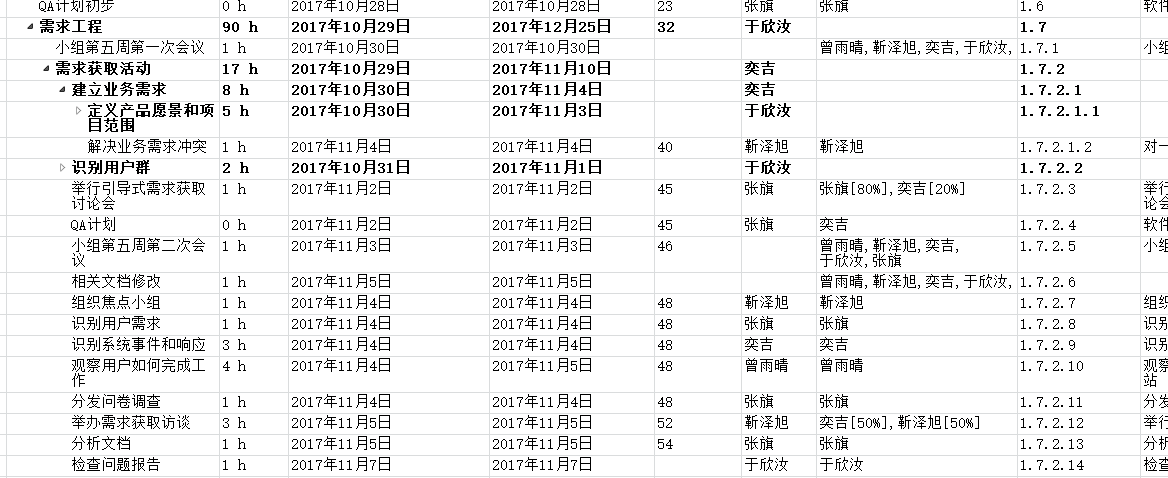 QA计划初步 0 h 2017年10月28日 2017年10月28日 23 张旗 张旗 1.6 软件
需求工程 90 h 2017年10月29日 2017年12月25日 32 于欣汝 1.7
小组第五周第一次会议 1 h 2017年10月30日 2017年10月30日 曾雨晴,靳泽旭,奕吉,于欣汝, 1.7.1 小组
需求获取活动 17 h 2017年10月29日 2017年11月10日 奕吉 1.7.2
建立业务需求 8 h 2017年10月30日 2017年11月4日 奕吉 1.7.2.1
定义产品愿景和项 5 h 2017年10月30日 2017年11月3日 于欣汝 1.7.2.1.1
目范围
解决业务需求冲突 1 h 2017年11月4日 2017年11月4日 40 靳泽旭 靳泽旭 1.7.2.1.2 对一
识别用户群 2 h 2017年10月31日 2017年11月1日 于欣汝 1.7.2.2
举行引导式需求获取 1 h 2017年11月2日 2017年11月2日 45 张旗 张旗[80%],奕吉[20%] 1.7.2.3 举行
讨论会 论会
QA计划 0 h 2017年11月2日 2017年11月2日 45 张旗 奕吉 1.7.2.4 软件
小组第五周第二次会 1 h 2017年11月3日 2017年11月3日 46 曾雨晴,靳泽旭,奕吉, 1.7.2.5 小组
议 于欣汝,张旗
相关文档修改 1 h 2017年11月5日 2017年11月5日 曾雨晴,靳泽旭,奕吉,于欣汝, 1.7.2.6
组织焦点小组 1 h 2017年11月4日 2017年11月4日 48 靳泽旭 靳泽旭 1.7.2.7 组织
识别用户需求 1 h 2017年11月4日 2017年11月4日 48 张旗 张旗 1.7.2.8 识别
识别系统事件和响应 3 h 2017年11月4日 2017年11月4日 48 奕吉 奕吉 1.7.2.9 识别
观察用户如何完成工 4 h 2017年11月4日 2017年11月5日 48 曾雨晴 曾雨晴 1.7.2.10 观察
作 站
分发问卷调查 1 h 2017年11月4日 2017年11月4日 48 张旗 张旗 1.7.2.11 分发
举办需求获取访谈 3 h 2017年11月5日 2017年11月5日 52 靳泽旭 奕吉[50%],靳泽旭[50%] 1.7.2.12 举行
分析文档 1 h 2017年11月5日 2017年11月5日 54 张旗 张旗 1.7.2.13 分析
检查问题报告 1 h 2017年11月7日 2017年11月7日 于欣汝 于欣汝 1.7.2.14 检查